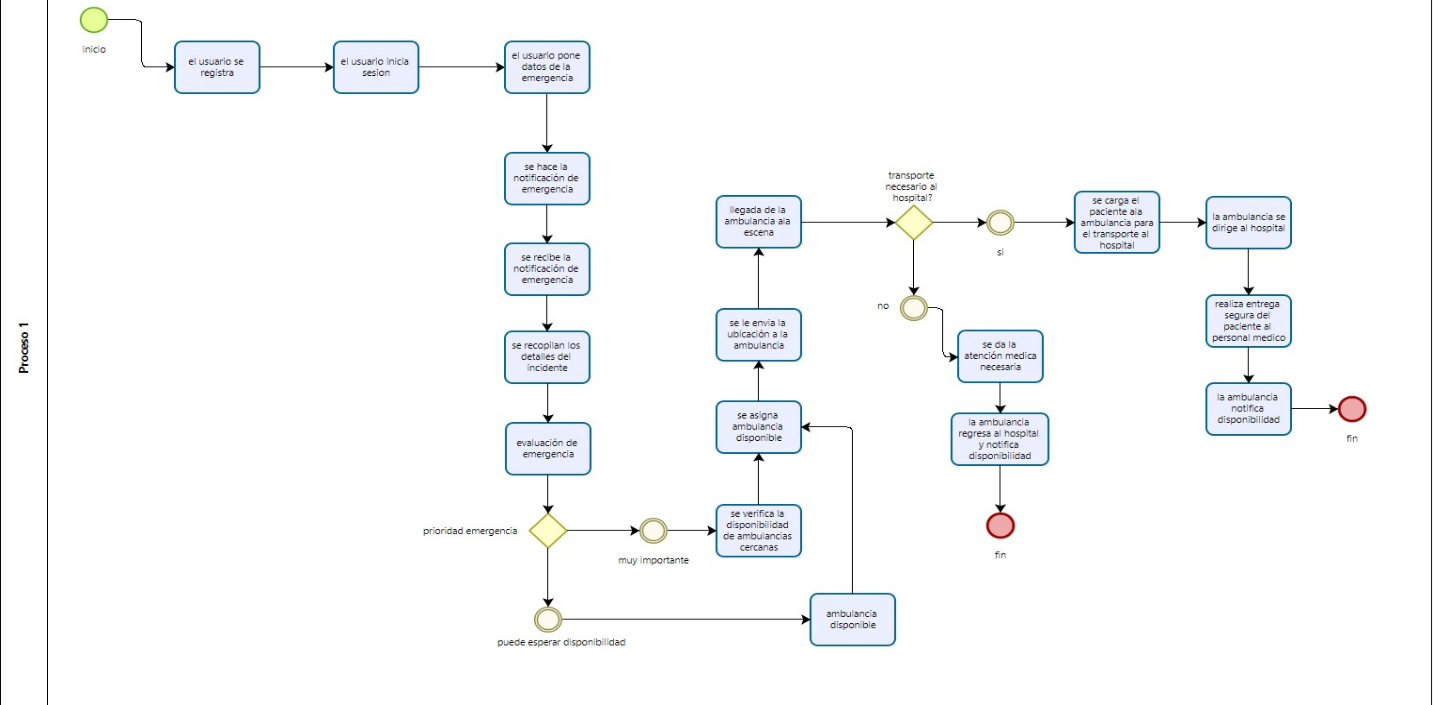 Proceso 1
inicio
el usuario se
registra
el usuario inicia
sesion
el usuario pone
datos de la
emergencia
se hace la
notificación de
emergencia
se recibe la
notificación de
emergencia
se recopilan los
detalles del
incidente
evaluación de
emergencia
prioridad emergencia
muy importante
puede esperar disponibilidad
ambulancia
disponible
se verifica la
disponibilidad
de ambulancias
cercanas
se asigna
ambulancia
disponible
se le envia la
ubicación a la
ambulancia
llegada de la
ambulancia ala
escena
transporte
necesario al
hospital?
si
no
se da la
atención medica
necesaria
la ambulancia
regresa al hospital
y notifica
disponibilidad
fin
se carga el
paciente ala
ambulancia para
el transporte al
hospital
la ambulancia se
dirige al hospital
realiza entrega
segura del
paciente al
personal medico
la ambulancia
notifica
disponibilidad
fin